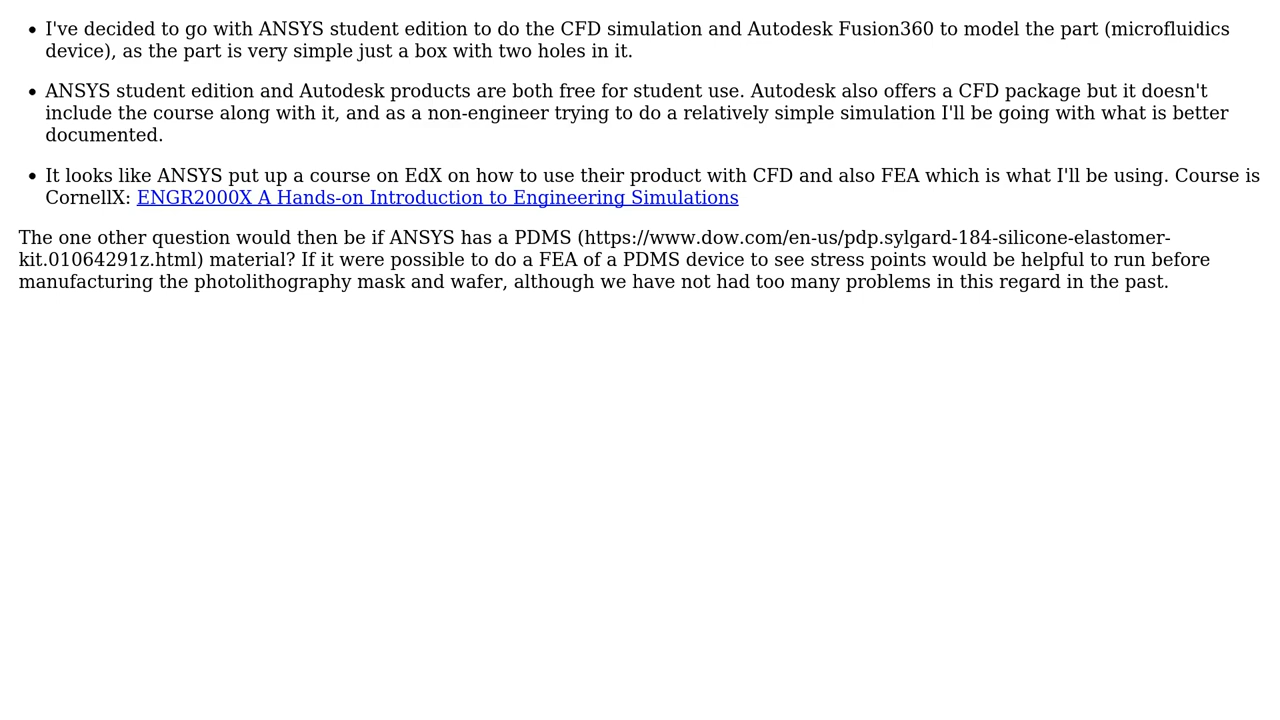 I've decided to go with ANSYS student edition to do the CFD simulation and Autodesk Fusion360 to model the part (microfluidics
device), as the part is very simple just a box with two holes in it.
ANSYS student edition and Autodesk products are both free for student use. Autodesk also offers a CFD package but it doesn't
include the course along with it, and as a non-engineer trying to do a relatively simple simulation I'll be going with what is better
documented.
It looks like ANSYS put up a course on EdX on how to use their product with CFD and also FEA which is what I'll be using. Course is
CornellX: ENGR2000X A Hands-on Introduction to Engineering Simulations
The one other question would then be if ANSYS has a PDMS (https://www.dow.com/en-us/pdp.sylgard-184-silicone-elastomer-
kit.01064291z.html) material? If it were possible to do a FEA of a PDMS device to see stress points would be helpful to run before
manufacturing the photolithography mask and wafer, although we have not had too many problems in this regard in the past.